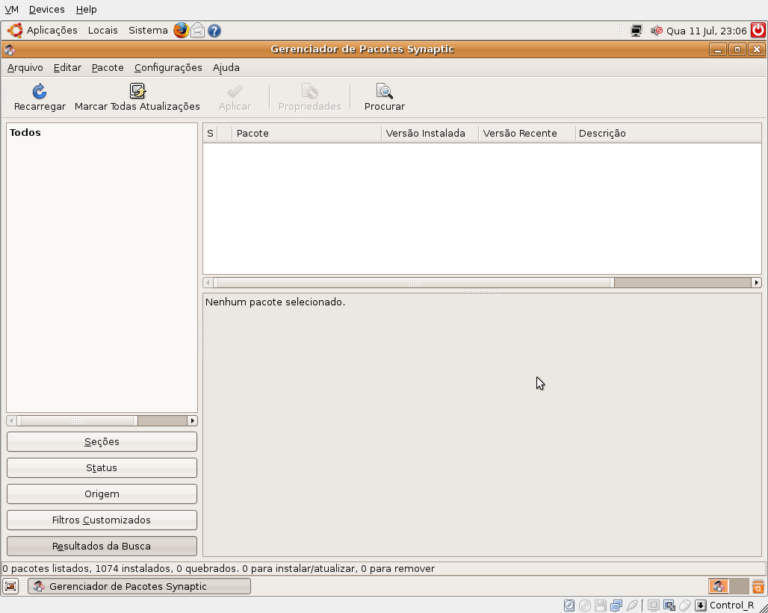 VM Devices Help
Aplicações Locais Sistema Qua 11 Jul, 23:06
Gerenciador de Pacotes Synaptic
Arquivo Editar Pacote Configurações Ajuda
Recarregar Marcar Todas Atualizações Aplicar Propriedades Procurar
Todos
S Pacote Versão Instalada Versão Recente Descrição
Nenhum pacote selecionado.
Seções
Status
Origem
Filtros Customizados
Resultados da Busca
0 pacotes listados, 1074 instalados, 0 quebrados. 0 para instalar/atualizar, 0 para remover
Gerenciador de Pacotes Synaptic
Control_R